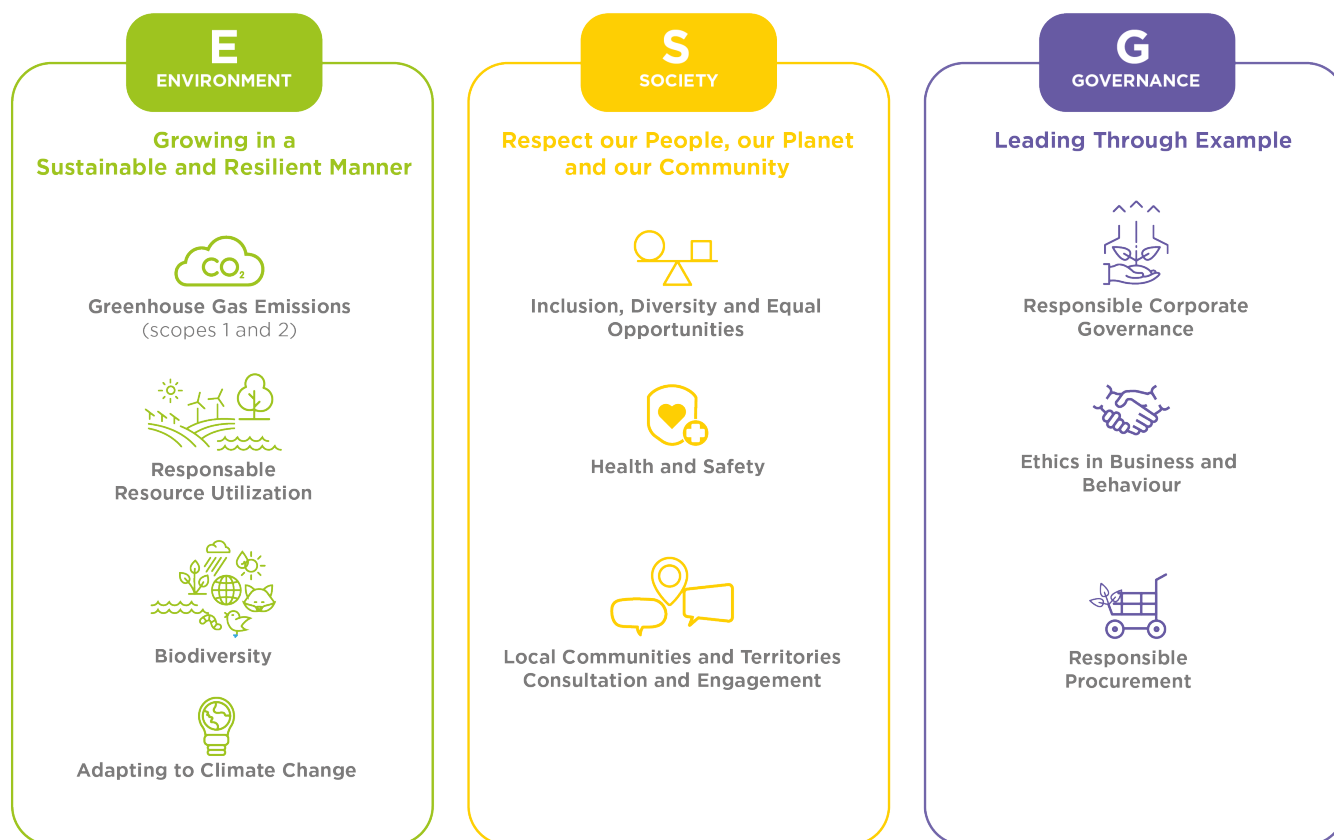 E
ENVIRONMENT
Growing in a
Sustainable and Resilient Manner
CO₂
Greenhouse Gas Emissions
(scopes 1 and 2)
Responsable
Resource Utilization
Biodiversity
Adapting to Climate Change
S
SOCIETY
Respect our People, our Planet
and our Community
Inclusion, Diversity and Equal
Opportunities
Health and Safety
Local Communities and Territories
Consultation and Engagement
G
GOVERNANCE
Leading Through Example
Responsible Corporate
Governance
Ethics in Business and
Behaviour
Responsible
Procurement